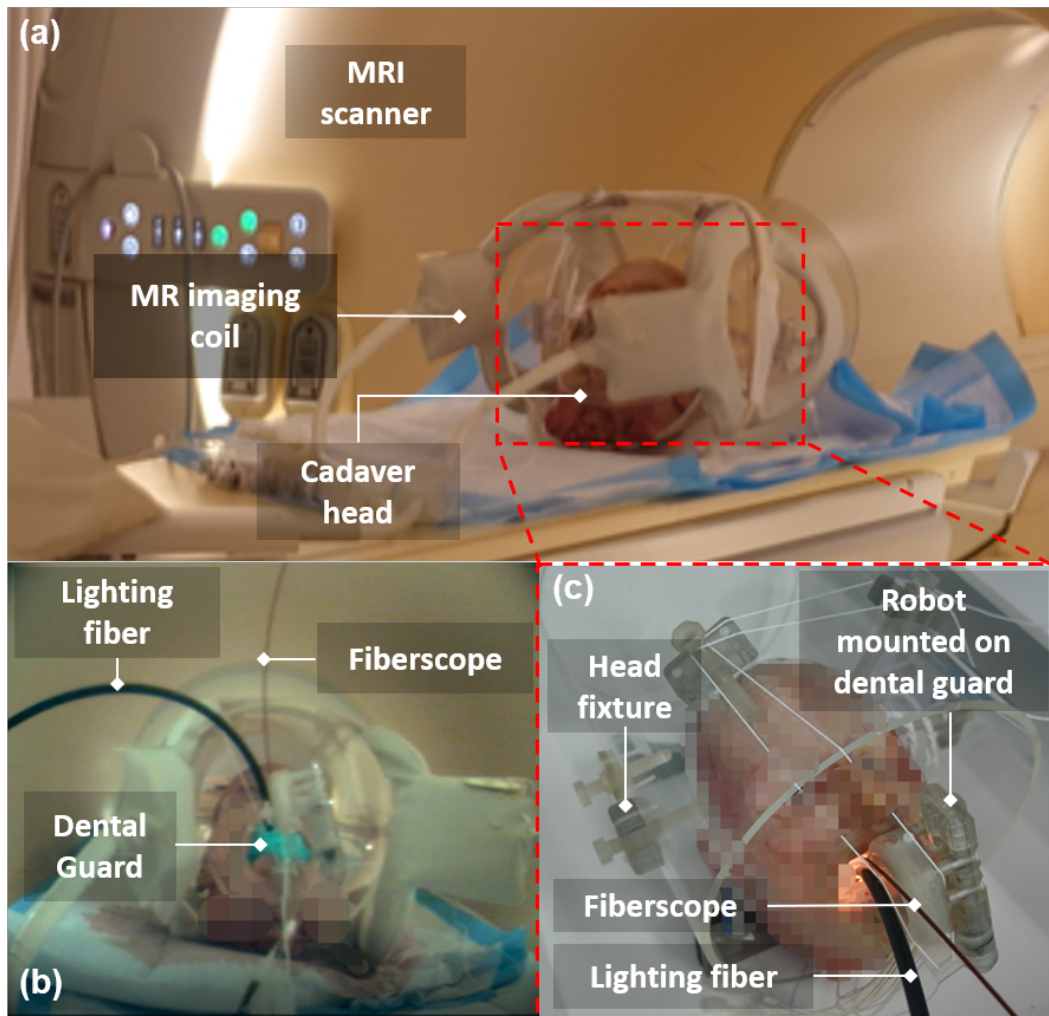 (a)
MRI
scanner
MR imaging
coil
Cadaver
head
Lighting
fiber
Fiberscope
Dental
Guard
(b)
(c)
Robot
mounted on
dental guard
Head
fixture
Fiberscope
Lighting fiber